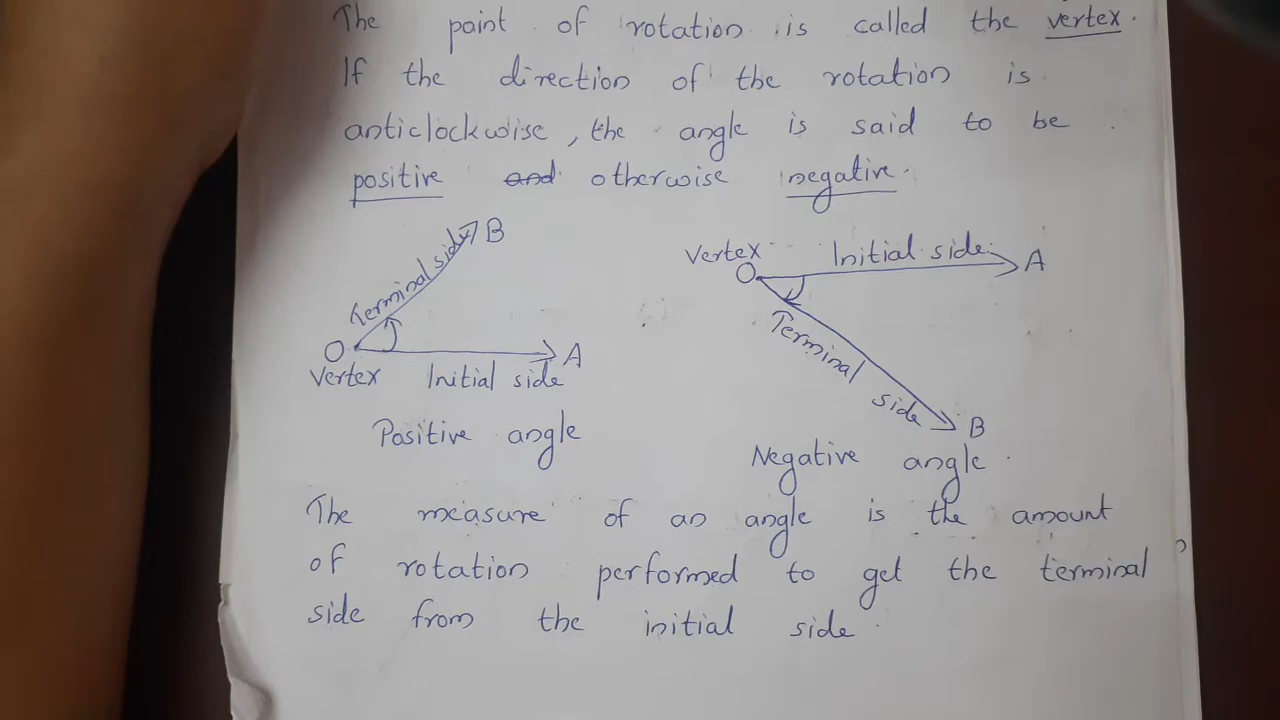 The point of rotation is called the vertex.
If the direction of the rotation is
anticlockwise, the angle is said to be
positive and otherwise negative.
Terminal side B
O A
Vertex Initial side
Positive angle
Vertex Initial side
O A
Terminal side
B
Negative angle
The measure of an angle is the amount
of rotation performed to get the terminal
side from the initial side.